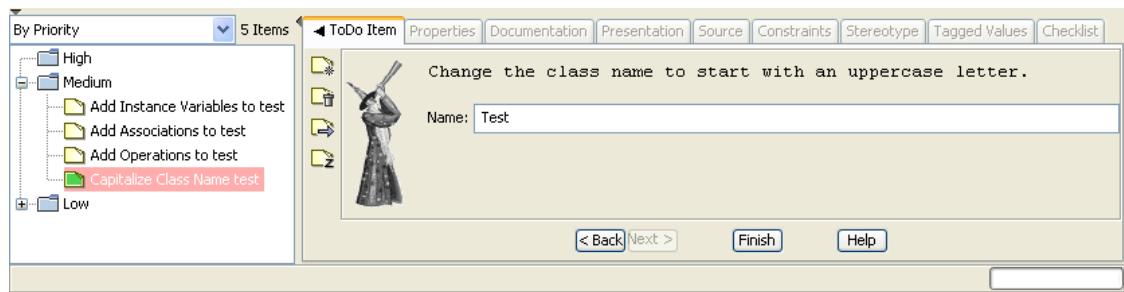 By Priority
5 Items
ToDo Item Properties Documentation Presentation Source Constraints Stereotype Tagged Values Checklist
High
Medium
Add Instance Variables to test
Add Associations to test
Add Operations to test
Capitalize Class Name test
Low
Change the class name to start with an uppercase letter.
Name: Test
< Back Next > Finish Help